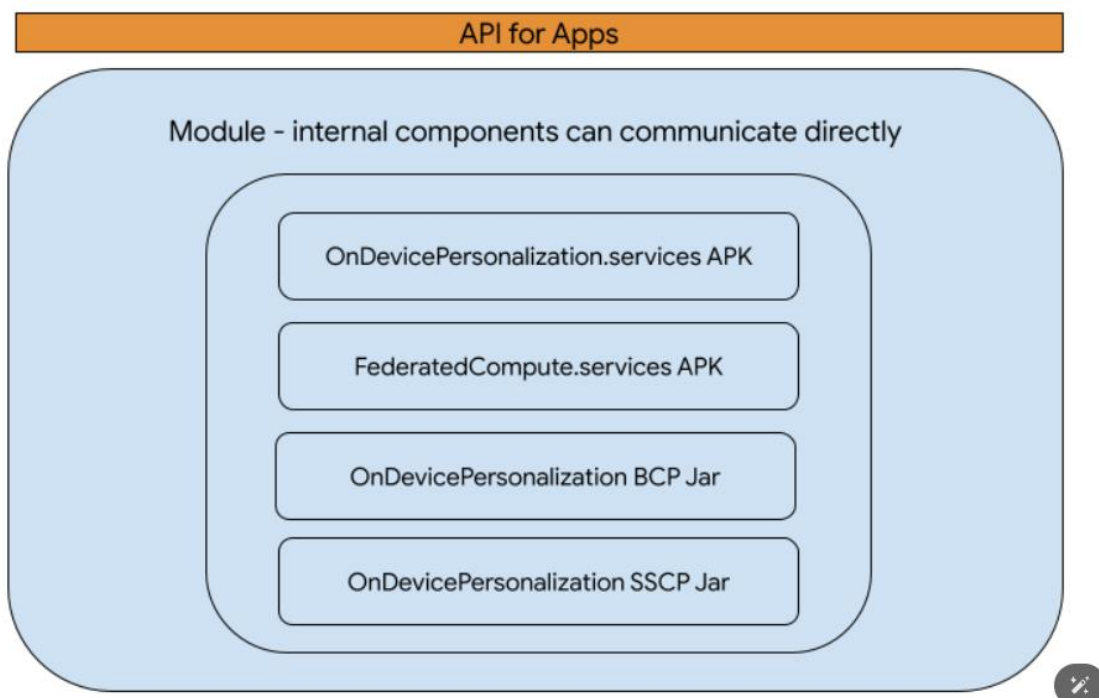 API for Apps
Module - internal components can communicate directly
OnDevicePersonalization.services APK
FederatedCompute.services APK
OnDevicePersonalization BCP Jar
OnDevicePersonalization SSCP Jar